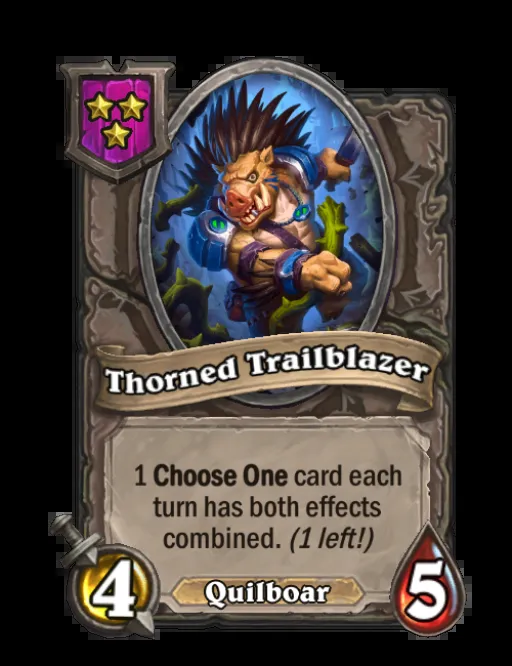 Thorned Trailblazer
1 Choose One card each
turn has both effects
combined. (1 left!)
4
Quilboar
5